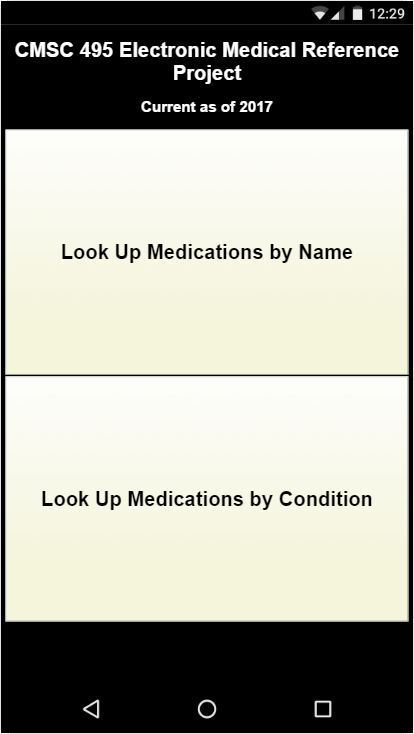 12:29
CMSC 495 Electronic Medical Reference
Project
Current as of 2017
Look Up Medications by Name
Look Up Medications by Condition